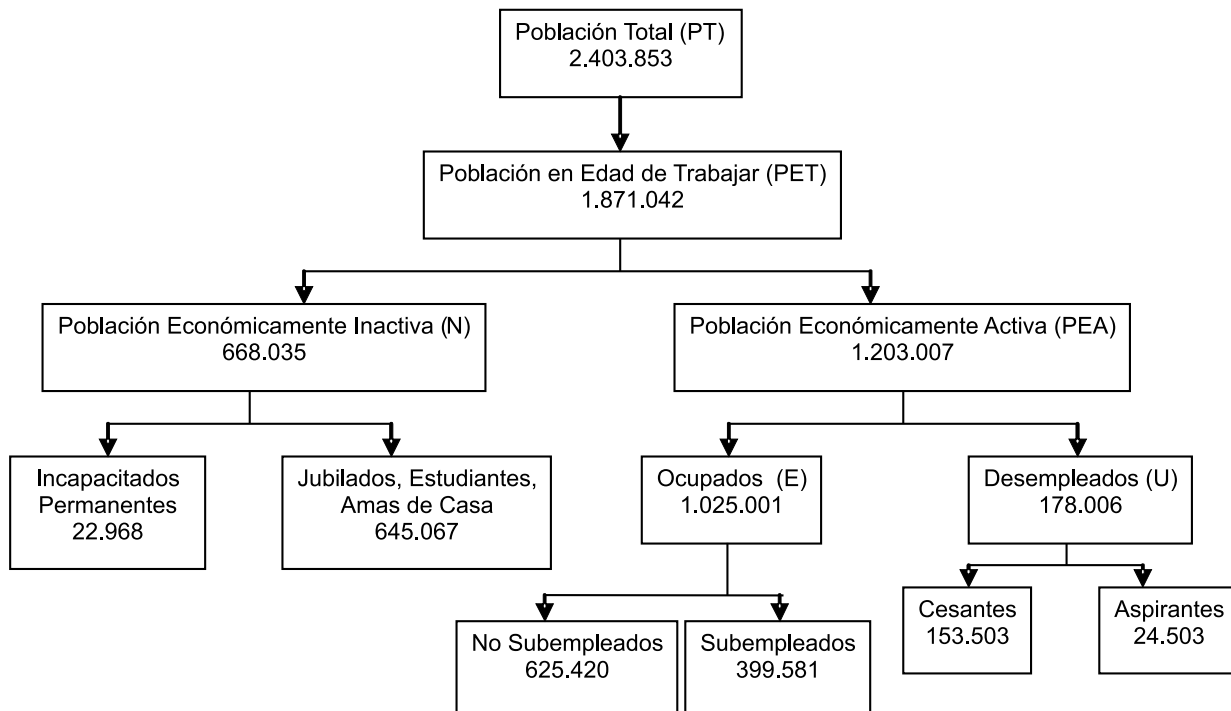 Población Total (PT)
2.403.853
Población en Edad de Trabajar (PET)
1.871.042
Población Económicamente Inactiva (N)
668.035
Población Económicamente Activa (PEA)
1.203.007
Incapacitados
Permanentes
22.968
Jubilados, Estudiantes,
Amas de Casa
645.067
Ocupados (E)
1.025.001
Desempleados (U)
178.006
No Subempleados
625.420
Subempleados
399.581
Cesantes
153.503
Aspirantes
24.503